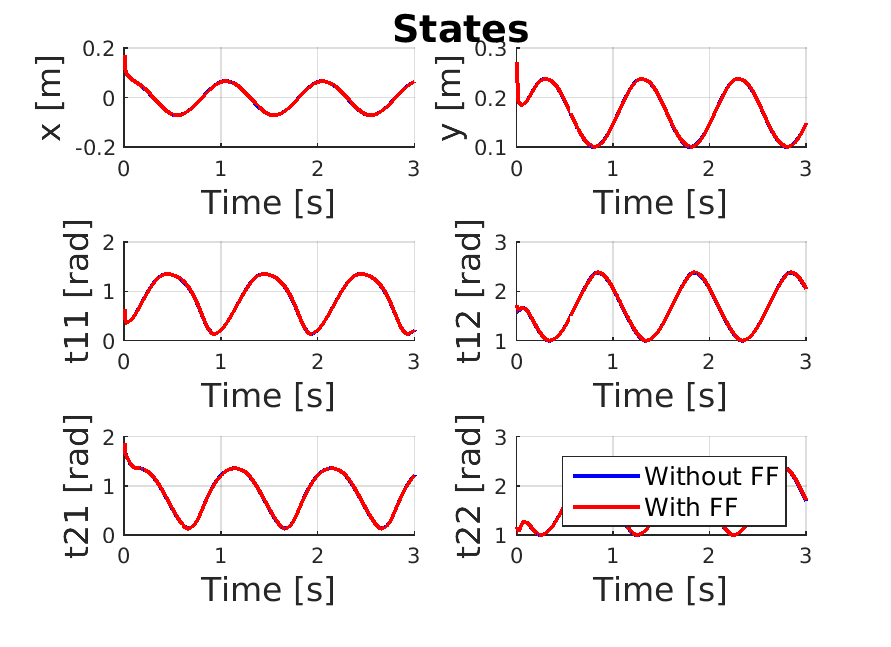 States
x [m]
0.2
0
-0.2
0 1 2 3
Time [s]
y [m]
0.3
0.2
0.1
0 1 2 3
Time [s]
t11 [rad]
2
1
0
0 1 2 3
Time [s]
t12 [rad]
3
2
1
0 1 2 3
Time [s]
t21 [rad]
2
1
0
0 1 2 3
Time [s]
t22 [rad]
3
2
1
0 1 2 3
Time [s]
Without FF
With FF